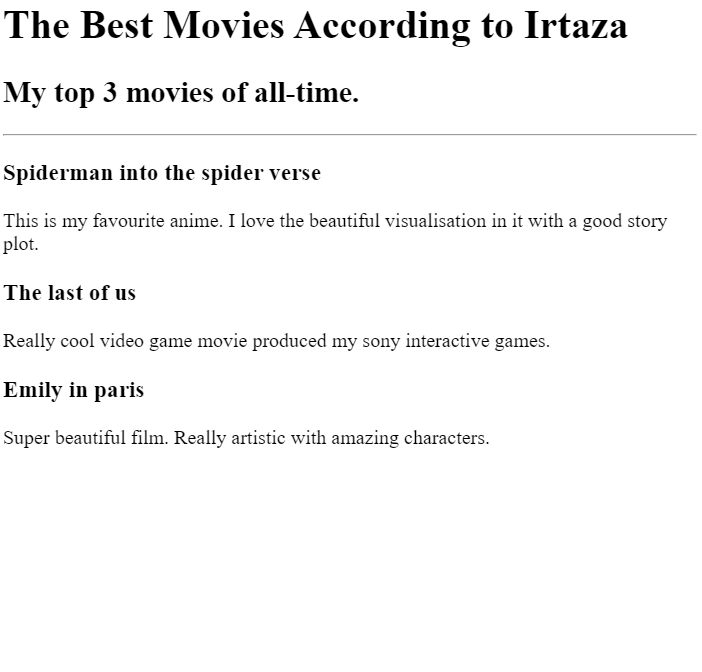 The Best Movies According to Irtaza
My top 3 movies of all-time.
Spiderman into the spider verse
This is my favourite anime. I love the beautiful visualisation in it with a good story
plot.
The last of us
Really cool video game movie produced my sony interactive games.
Emily in paris
Super beautiful film. Really artistic with amazing characters.